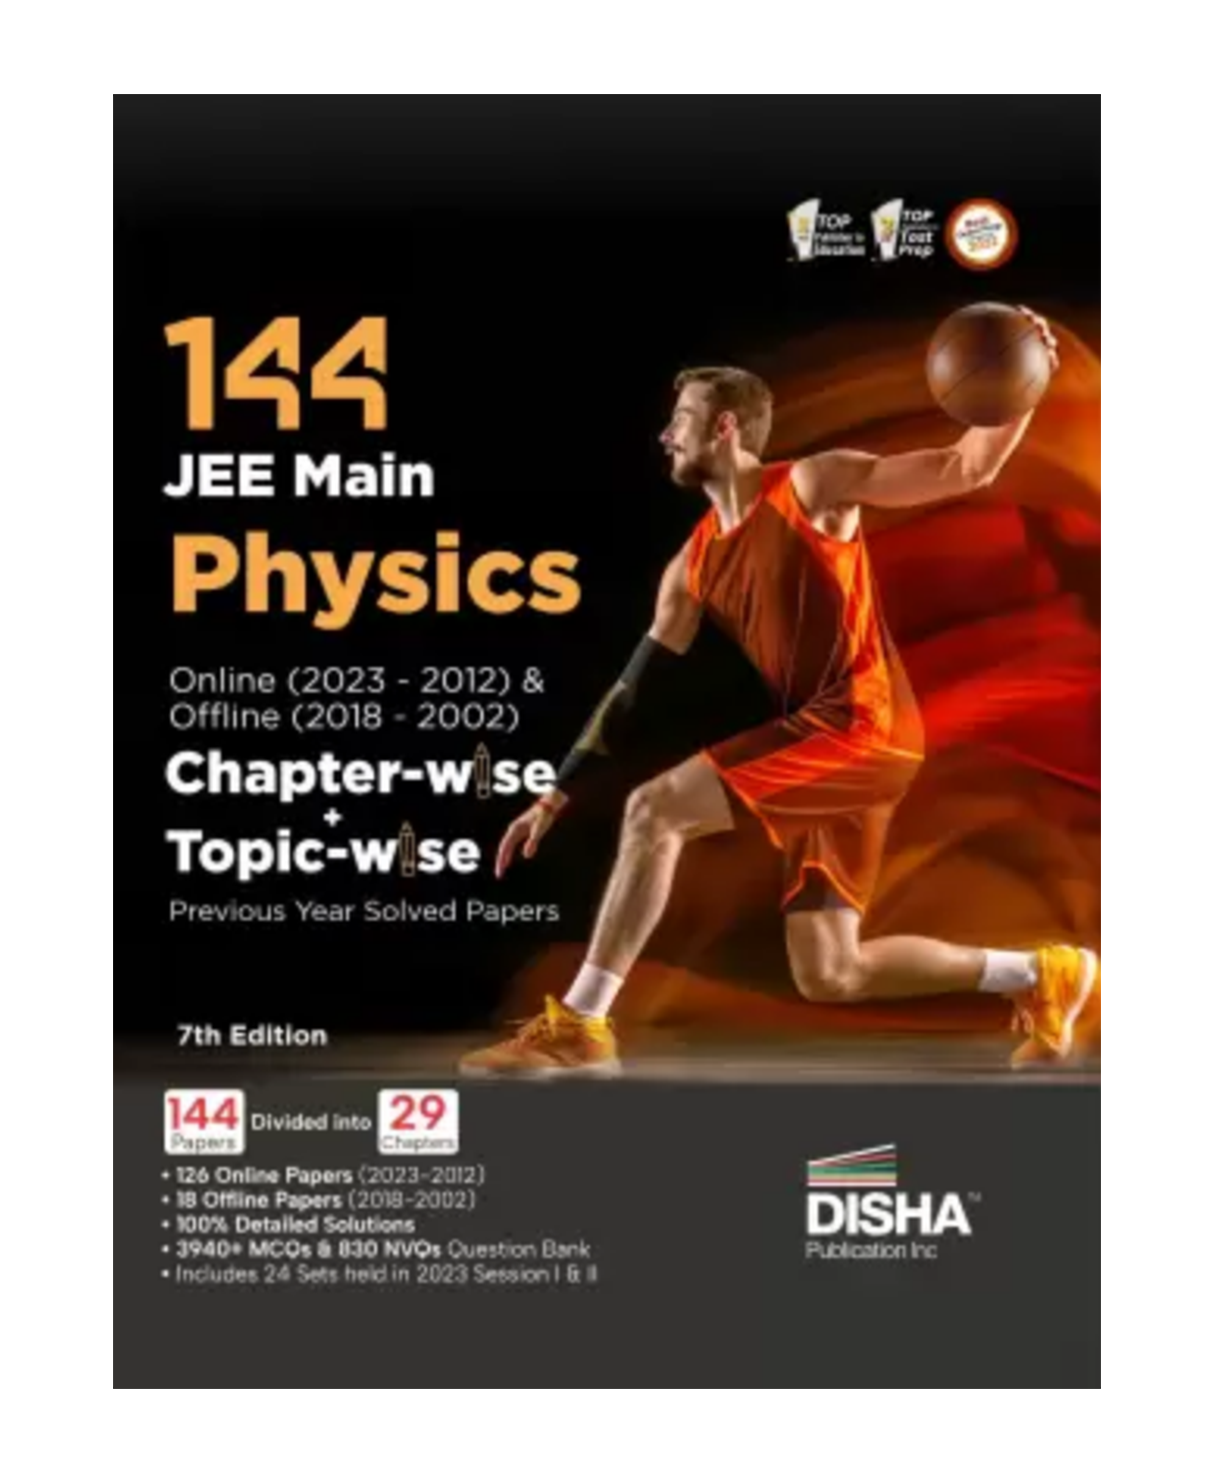 TOP
TOP
Test
Prep
144
JEE Main
Physics
Online (2023 - 2012) &
Offline (2018 - 2002)
Chapter-wise
+
Topic-wise
Previous Year Solved Papers
7th Edition
144 Papers Divided into 29 Chapters
• 126 Online Papers (2023-2012)
• 18 Offline Papers (2018-2002)
• 100% Detailed Solutions
• 3940+ MCQs & 830 NVQs Question Bank
• Includes 24 Sets held in 2023 Session I & II
DISHA™
Publication Inc